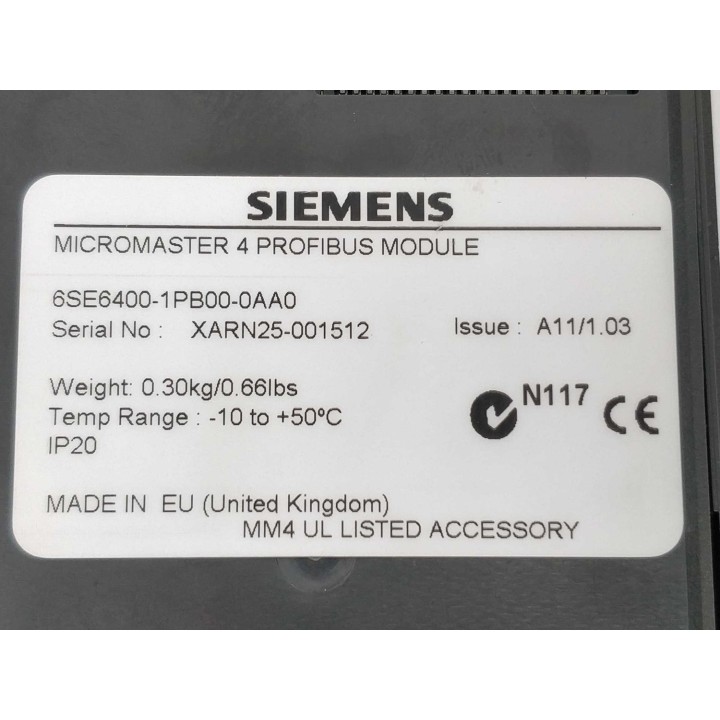 SIEMENS
MICROMASTER 4 PROFIBUS MODULE
6SE6400-1PB00-0AA0
Serial No : XARN25-001512 Issue : A11/1.03
Weight: 0.30kg/0.66lbs
Temp Range : -10 to +50ºC
IP20
N117 CE
MADE IN EU (United Kingdom)
MM4 UL LISTED ACCESSORY